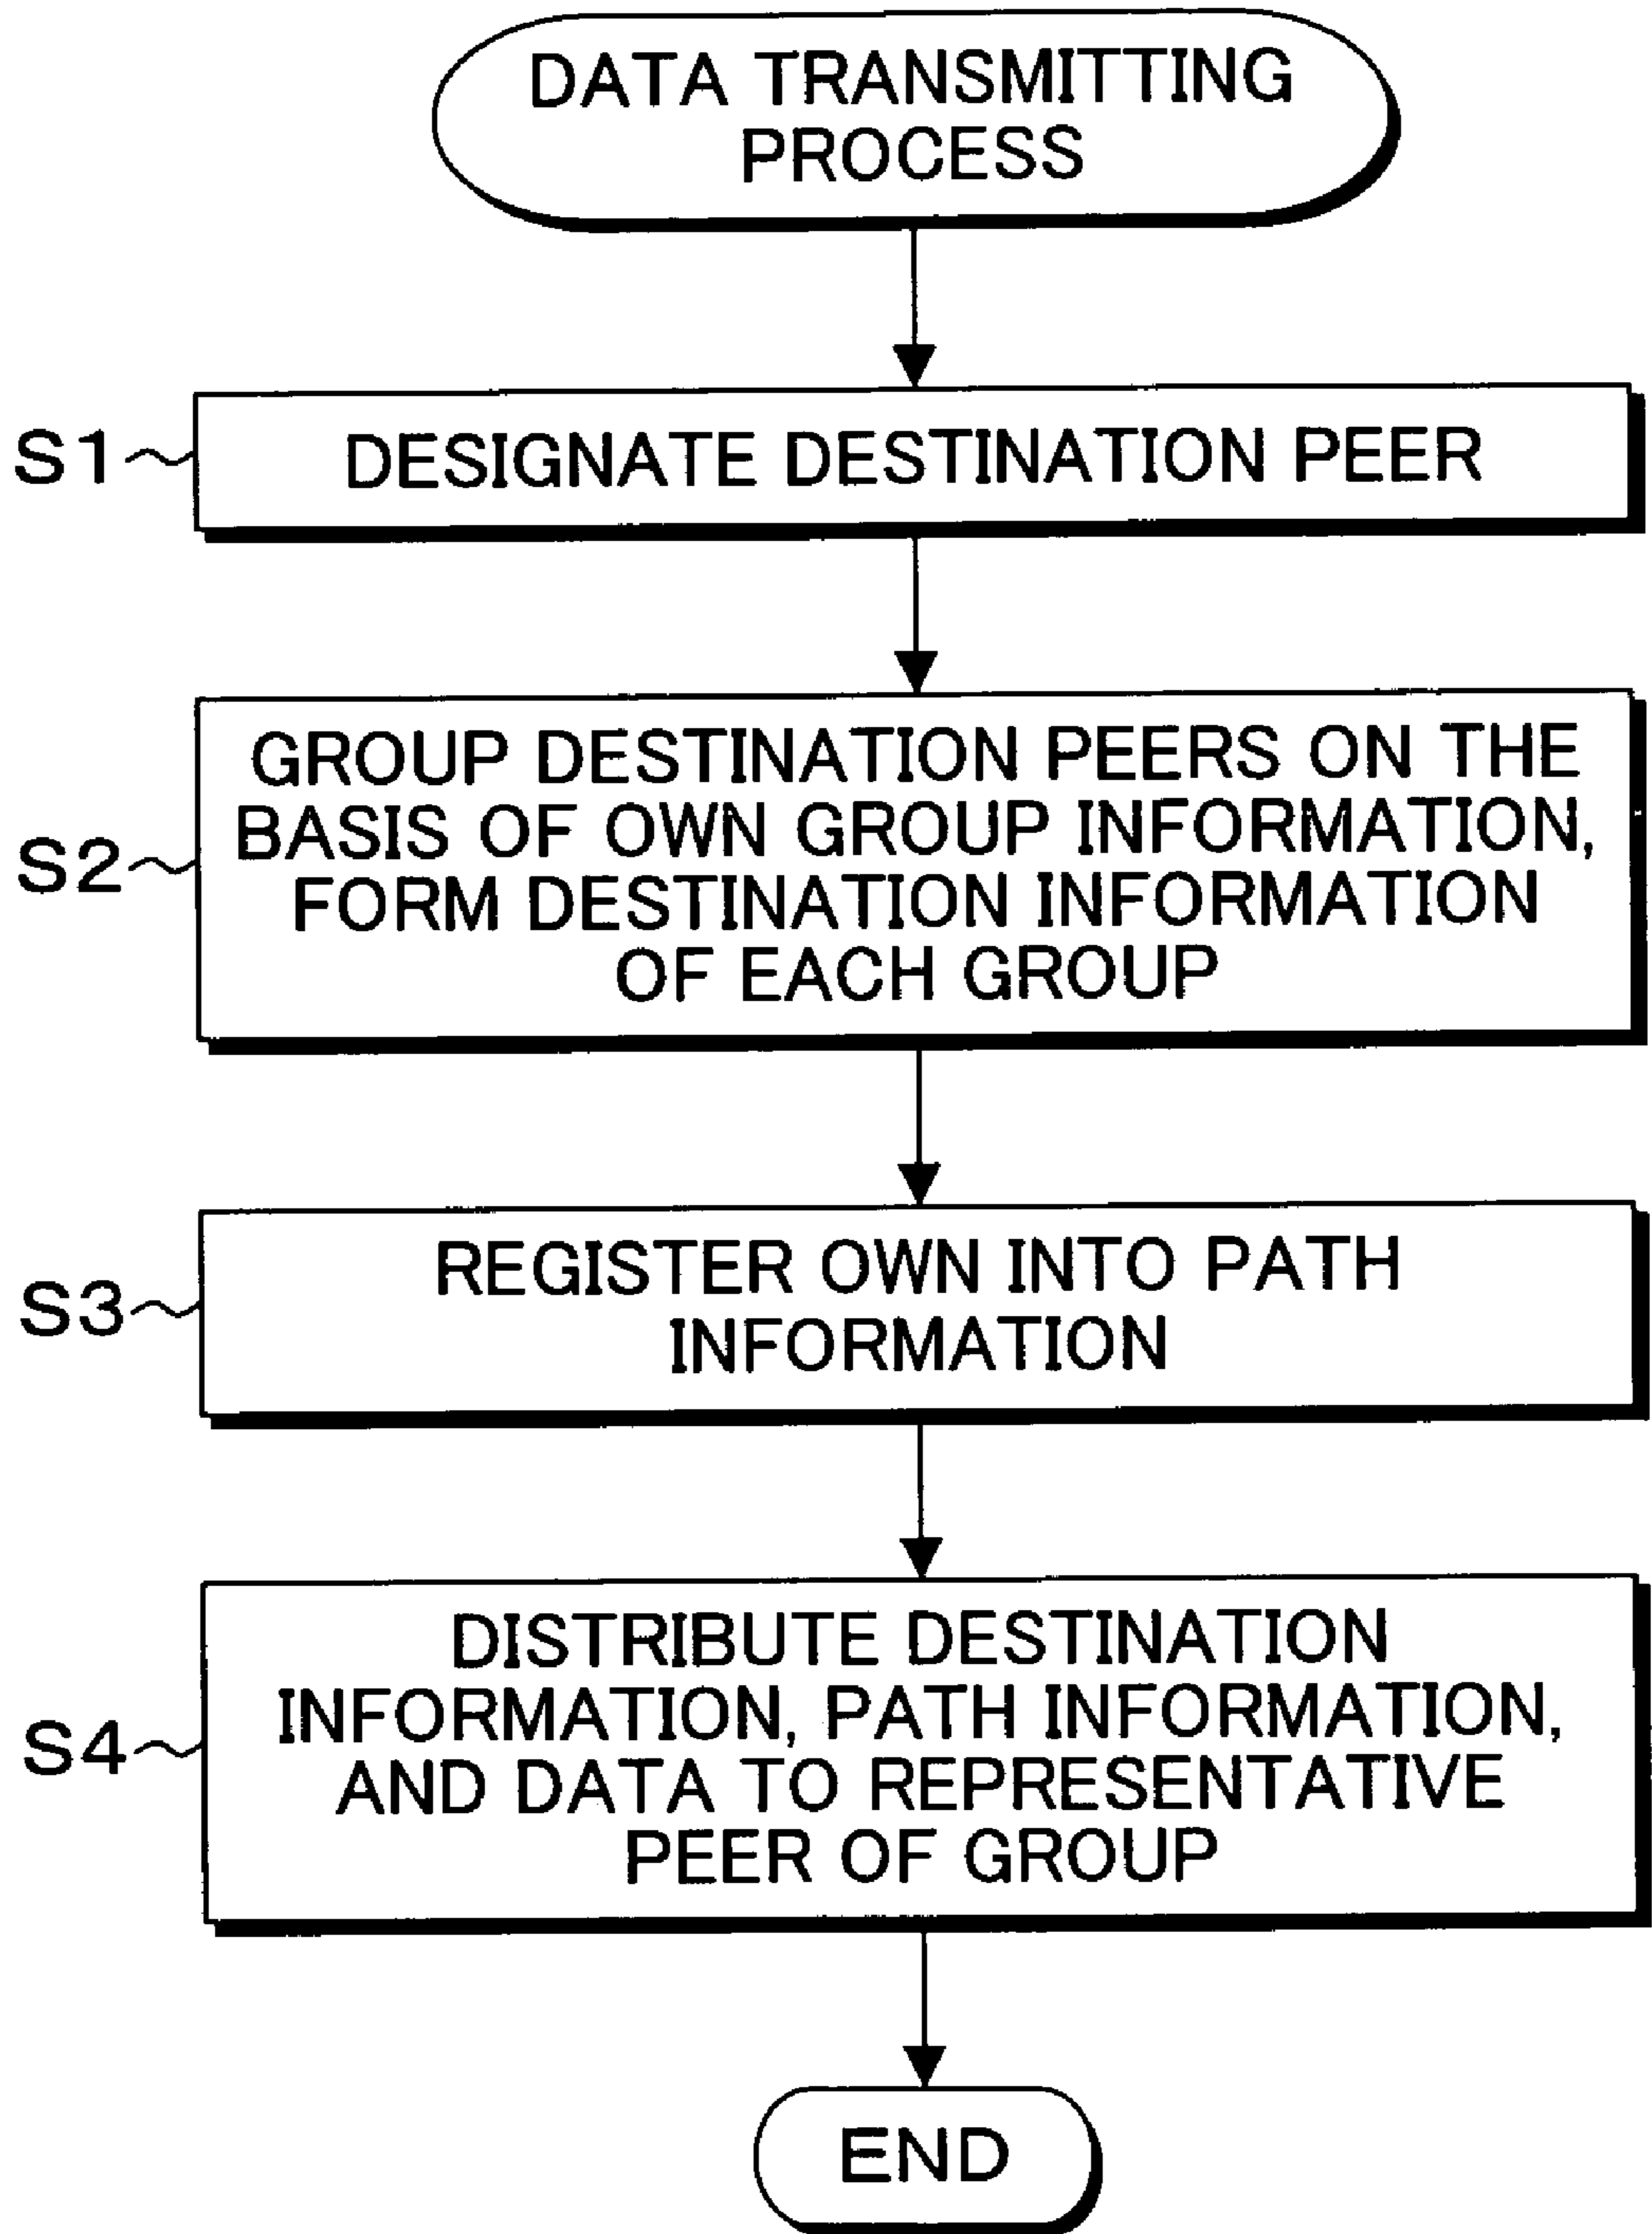 DATA TRANSMITTING
PROCESS
S1
DESIGNATE DESTINATION PEER
S2
GROUP DESTINATION PEERS ON THE
BASIS OF OWN GROUP INFORMATION,
FORM DESTINATION INFORMATION
OF EACH GROUP
S3
REGISTER OWN INTO PATH
INFORMATION
S4
DISTRIBUTE DESTINATION
INFORMATION, PATH INFORMATION,
AND DATA TO REPRESENTATIVE
PEER OF GROUP
END